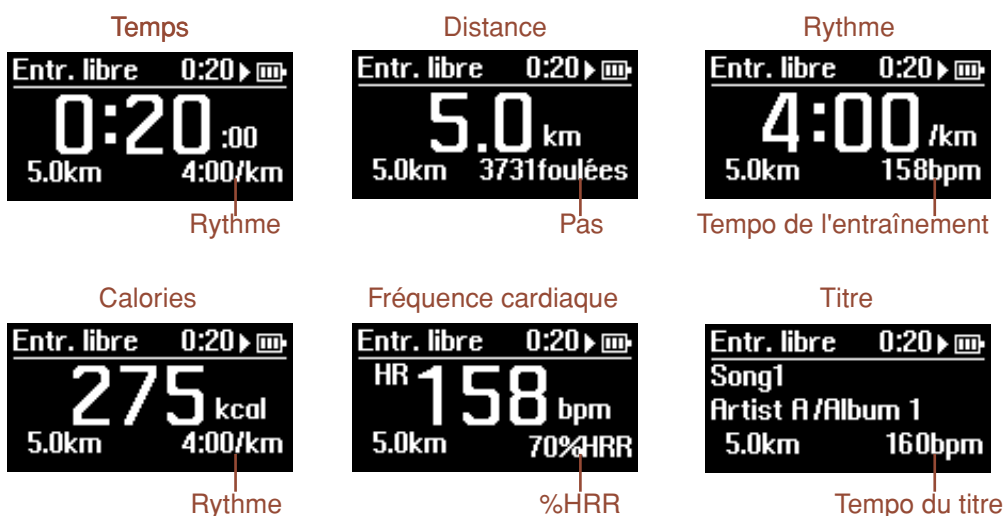 Temps
Entr. libre 0:20
0:20 :00
5.0km 4:00/km
Rythme
Distance
Entr. libre 0:20
5.0 km
5.0km 3731foulées
Pas
Rythme
Entr. libre 0:20
4:00 /km
5.0km 158bpm
Tempo de l'entraînement
Calories
Entr. libre 0:20
275 kcal
5.0km 4:00/km
Rythme
Fréquence cardiaque
Entr. libre 0:20
HR 158 bpm
5.0km 70%HRR
%HRR
Titre
Entr. libre 0:20
Song1
Artist A/Album 1
5.0km 160bpm
Tempo du titre